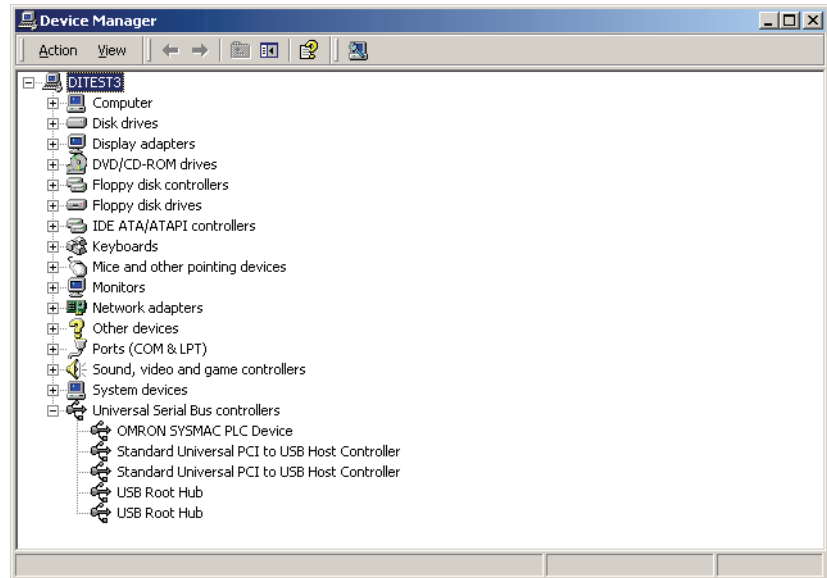 Device Manager
Action View
DITEST3
Computer
Disk drives
Display adapters
DVD/CD-ROM drives
Floppy disk controllers
Floppy disk drives
IDE ATA/ATAPI controllers
Keyboards
Mice and other pointing devices
Monitors
Network adapters
Other devices
Ports (COM & LPT)
Sound, video and game controllers
System devices
Universal Serial Bus controllers
OMRON SYSMAC PLC Device
Standard Universal PCI to USB Host Controller
Standard Universal PCI to USB Host Controller
USB Root Hub
USB Root Hub